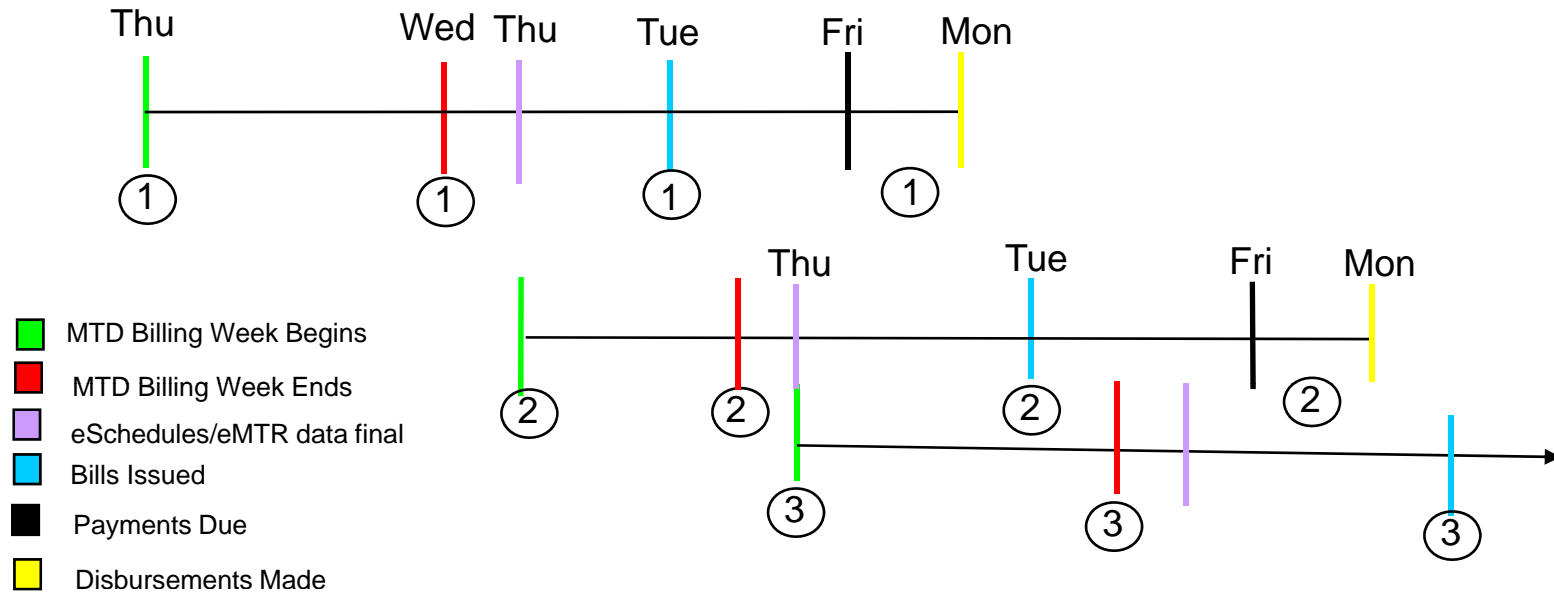 Thu Wed Thu Tue Fri Mon
1 1 1 1
Thu Tue Fri Mon
2 2 2 2
3 3 3
MTD Billing Week Begins
MTD Billing Week Ends
eSchedules/eMTR data final
Bills Issued
Payments Due
Disbursements Made